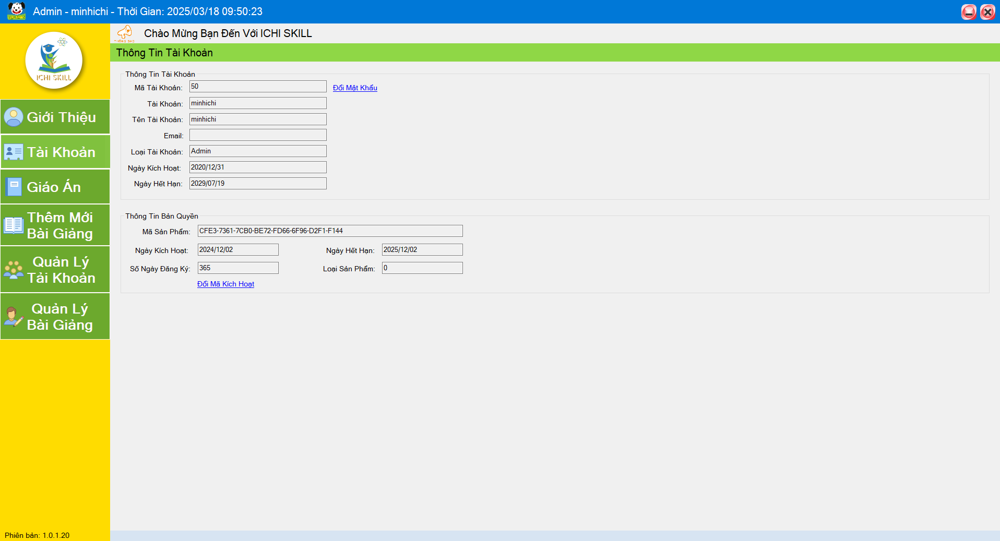 Admin - minhichi - Thời Gian: 2025/03/18 09:50:23
ICHI SKILL
THÔNG BÁO
Chào Mừng Bạn Đến Với ICHI SKILL
Thông Tin Tài Khoản
Giới Thiệu
Tài Khoản
Giáo Án
Thêm Mới
Bài Giảng
Quản Lý
Tải Khoản
Quản Lý
Bài Giảng
Phiên bản: 1.0.1.20
Thông Tin Tài Khoản
Mã Tài Khoản: 50 Đổi Mật Khẩu
Tài Khoản: minhichi
Tên Tài Khoản: minhichi
Email:
Loại Tài Khoản: Admin
Ngày Kích Hoạt: 2020/12/31
Ngày Hết Hạn: 2029/07/19
Thông Tin Bản Quyền
Mã Sản Phẩm: CFE3-7361-7CB0-BE72-FD66-6F96-D2F1-F144
Ngày Kích Hoạt: 2024/12/02 Ngày Hết Hạn: 2025/12/02
Số Ngày Đăng Ký: 365 Loại Sản Phẩm: 0
Đổi Mã Kích Hoạt